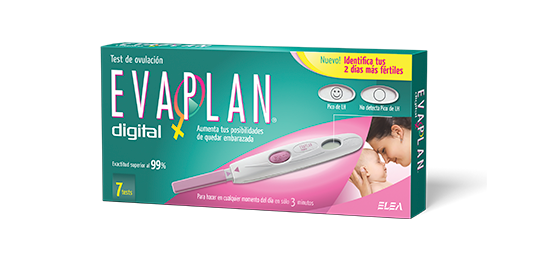 Test de ovulación
EVAPLAN®
digital
Aumenta tus posibilidades
de quedar embarazada
Exactitud superior al 99%
7 tests
Nuevo! Identifica tus
2 días más fértiles
Pico de LH
No detecta Pico de LH
Para hacer en cualquier momento del día en sólo 3 minutos
ELEA
EVAPLAN
digital